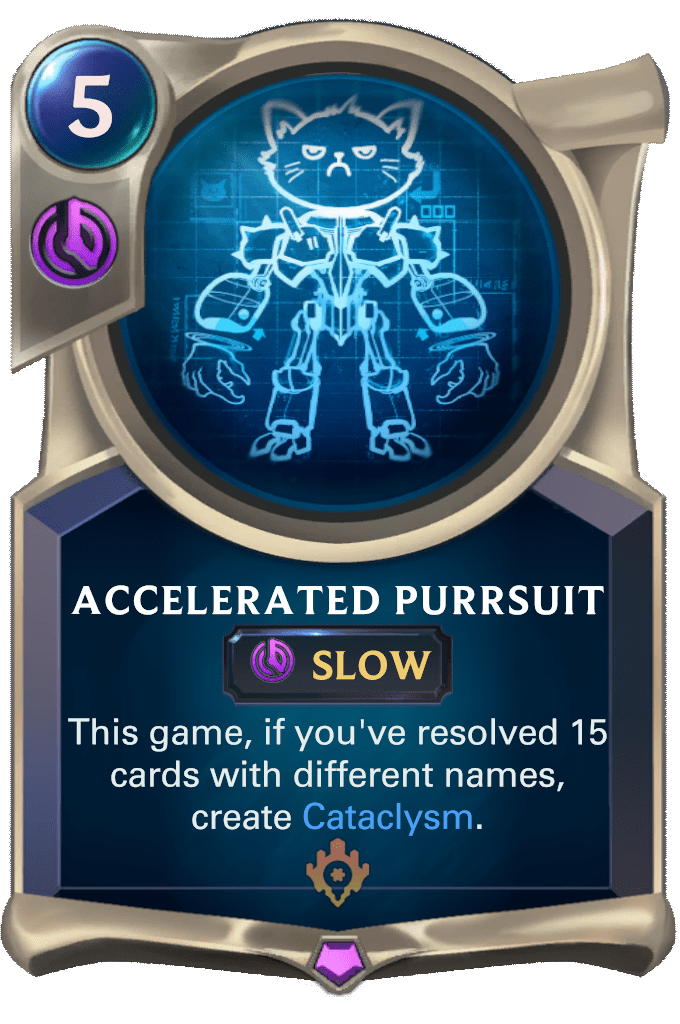 5
ACCELERATED PURRSUIT
SLOW
This game, if you've resolved 15
cards with different names,
create Cataclysm.